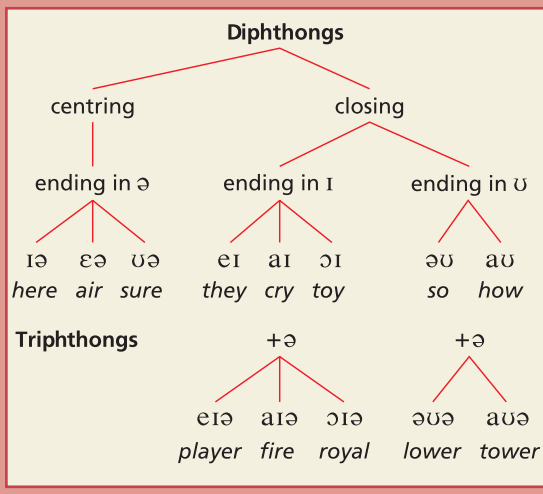 Diphthongs
centring closing
ending in ə ending in ɪ ending in ʊ
ɪə ɛə ʊə eɪ aɪ ɔɪ əʊ aʊ
here air sure they cry toy so how
Triphthongs +ə +ə
eɪə aɪə ɔɪə əʊə aʊə
player fire royal lower tower